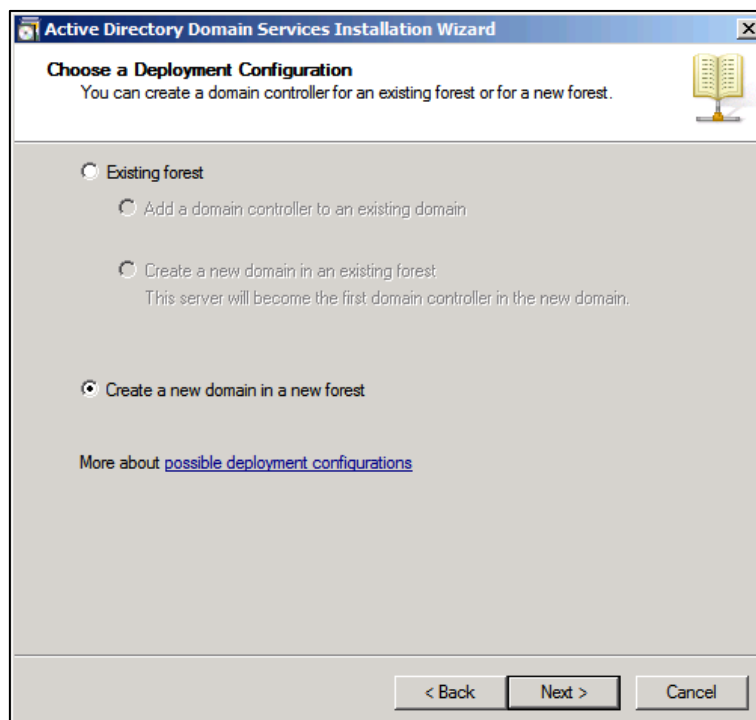 Active Directory Domain Services Installation Wizard
Choose a Deployment Configuration
You can create a domain controller for an existing forest or for a new forest.
Existing forest
Add a domain controller to an existing domain
Create a new domain in an existing forest
This server will become the first domain controller in the new domain.
Create a new domain in a new forest
More about possible deployment configurations
< Back Next > Cancel